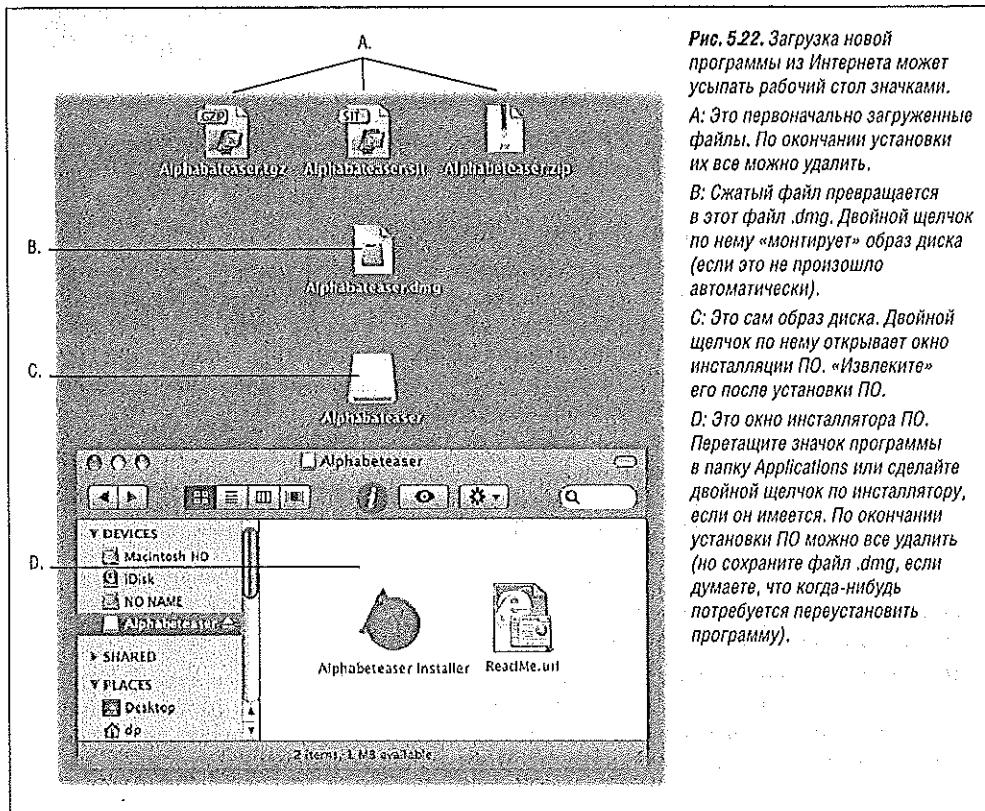 A.
GZP
SIT
Alphabateaser.tgz
Alphabateaser.sit
Alphabeteaser.zip
B.
Alphabateaser.dmg
C.
Alphabateaser
Alphabeteaser
D.
DEVICES
Macintosh HD
iDisk
NO NAME
Alphabeteaser
SHARED
PLACES
Desktop
dp
Alphabeteaser Installer
ReadMe.url
2 items, 1 MB available
Рис. 5.22. Загрузка новой
программы из Интернета может
усыпать рабочий стол значками.
A: Это первоначально загруженные
файлы. По окончании установки
их все можно удалить.
B: Сжатый файл превращается
в этот файл .dmg. Двойной щелчок
по нему «монтирует» образ диска
(если это не произошло
автоматически).
C: Это сам образ диска. Двойной
щелчок по нему открывает окно
инсталляции ПО. «Извлеките»
его после установки ПО.
D: Это окно инсталлятора ПО.
Перетащите значок программы
в папку Applications или сделайте
двойной щелчок по инсталлятору,
если он имеется. По окончании
установки ПО можно все удалить
(но сохраните файл .dmg, если
думаете, что когда-нибудь
потребуется переустановить
программу).